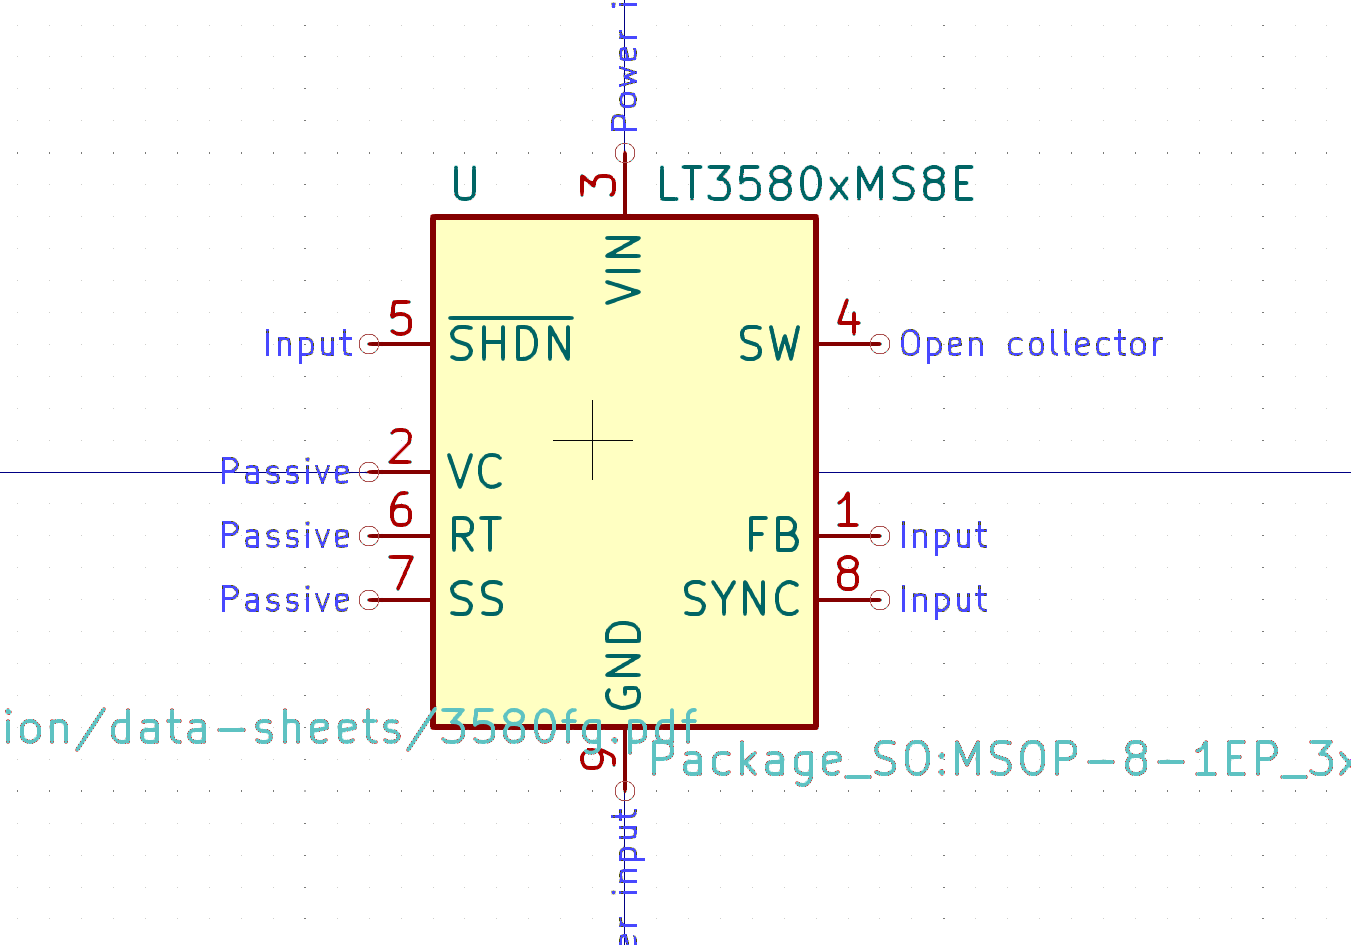 Power i
U
3
LT3580xMS8E
VIN
5
Input
SHDN
SW
4
Open collector
2
Passive
VC
6
Passive
RT
FB
1
Input
7
Passive
SS
SYNC
8
Input
GND
ion/data-sheets/3580fg.pdf
9
Package_SO:MSOP-8-1EP_3x
er input